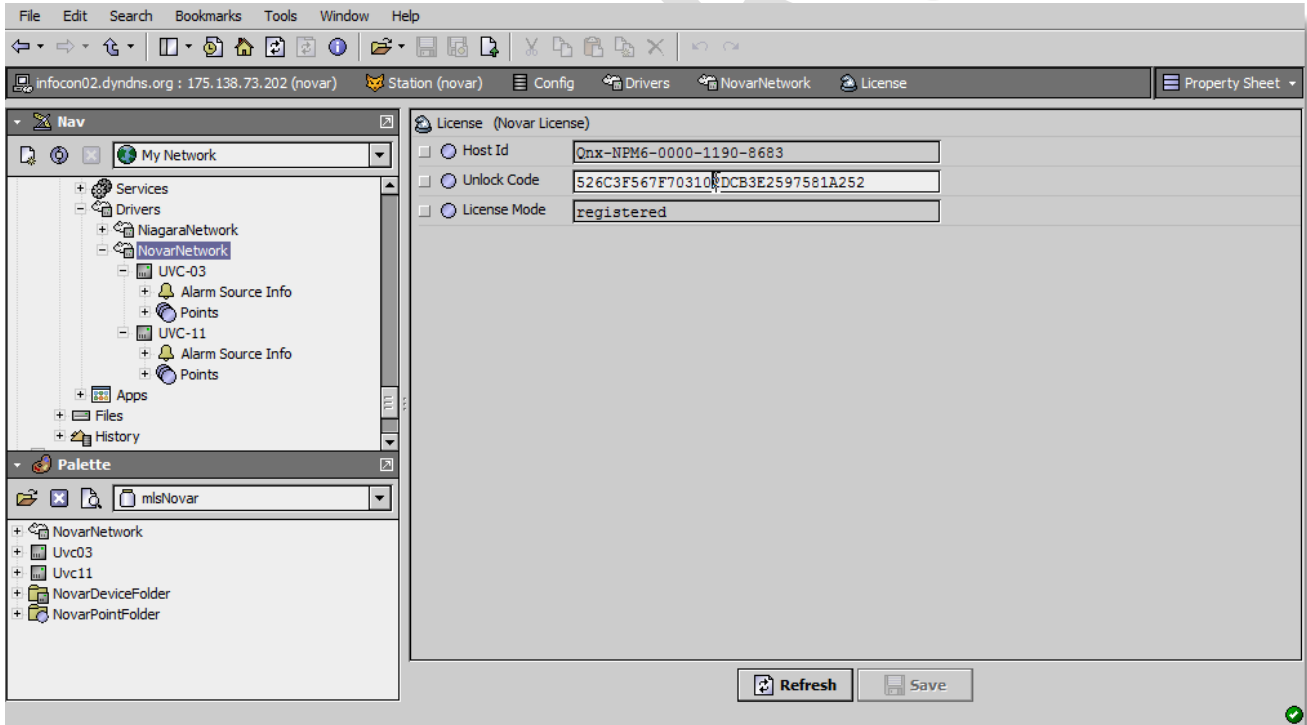 File Edit Search Bookmarks Tools Window Help
infocon02.dyndns.org : 175.138.73.202 (novar) Station (novar) Config Drivers NovarNetwork License Property Sheet
Nav
My Network
Services
Drivers
NiagaraNetwork
NovarNetwork
UVC-03
Alarm Source Info
Points
UVC-11
Alarm Source Info
Points
Apps
Files
History
Palette
mlsNovar
NovarNetwork
Uvc03
Uvc11
NovarDeviceFolder
NovarPointFolder
License (Novar License)
Host Id Qnx-NPM6-0000-1190-8683
Unlock Code
License Mode registered
Refresh Save